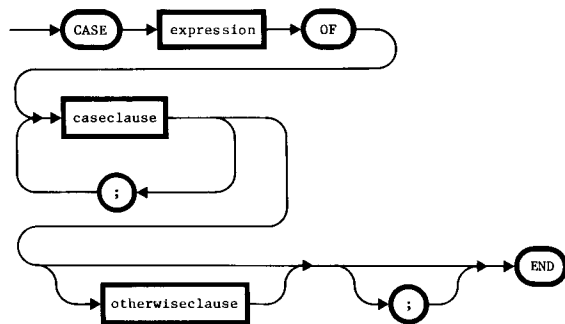 CASE expression OF
caseclause
;
END
otherwiseclause ;